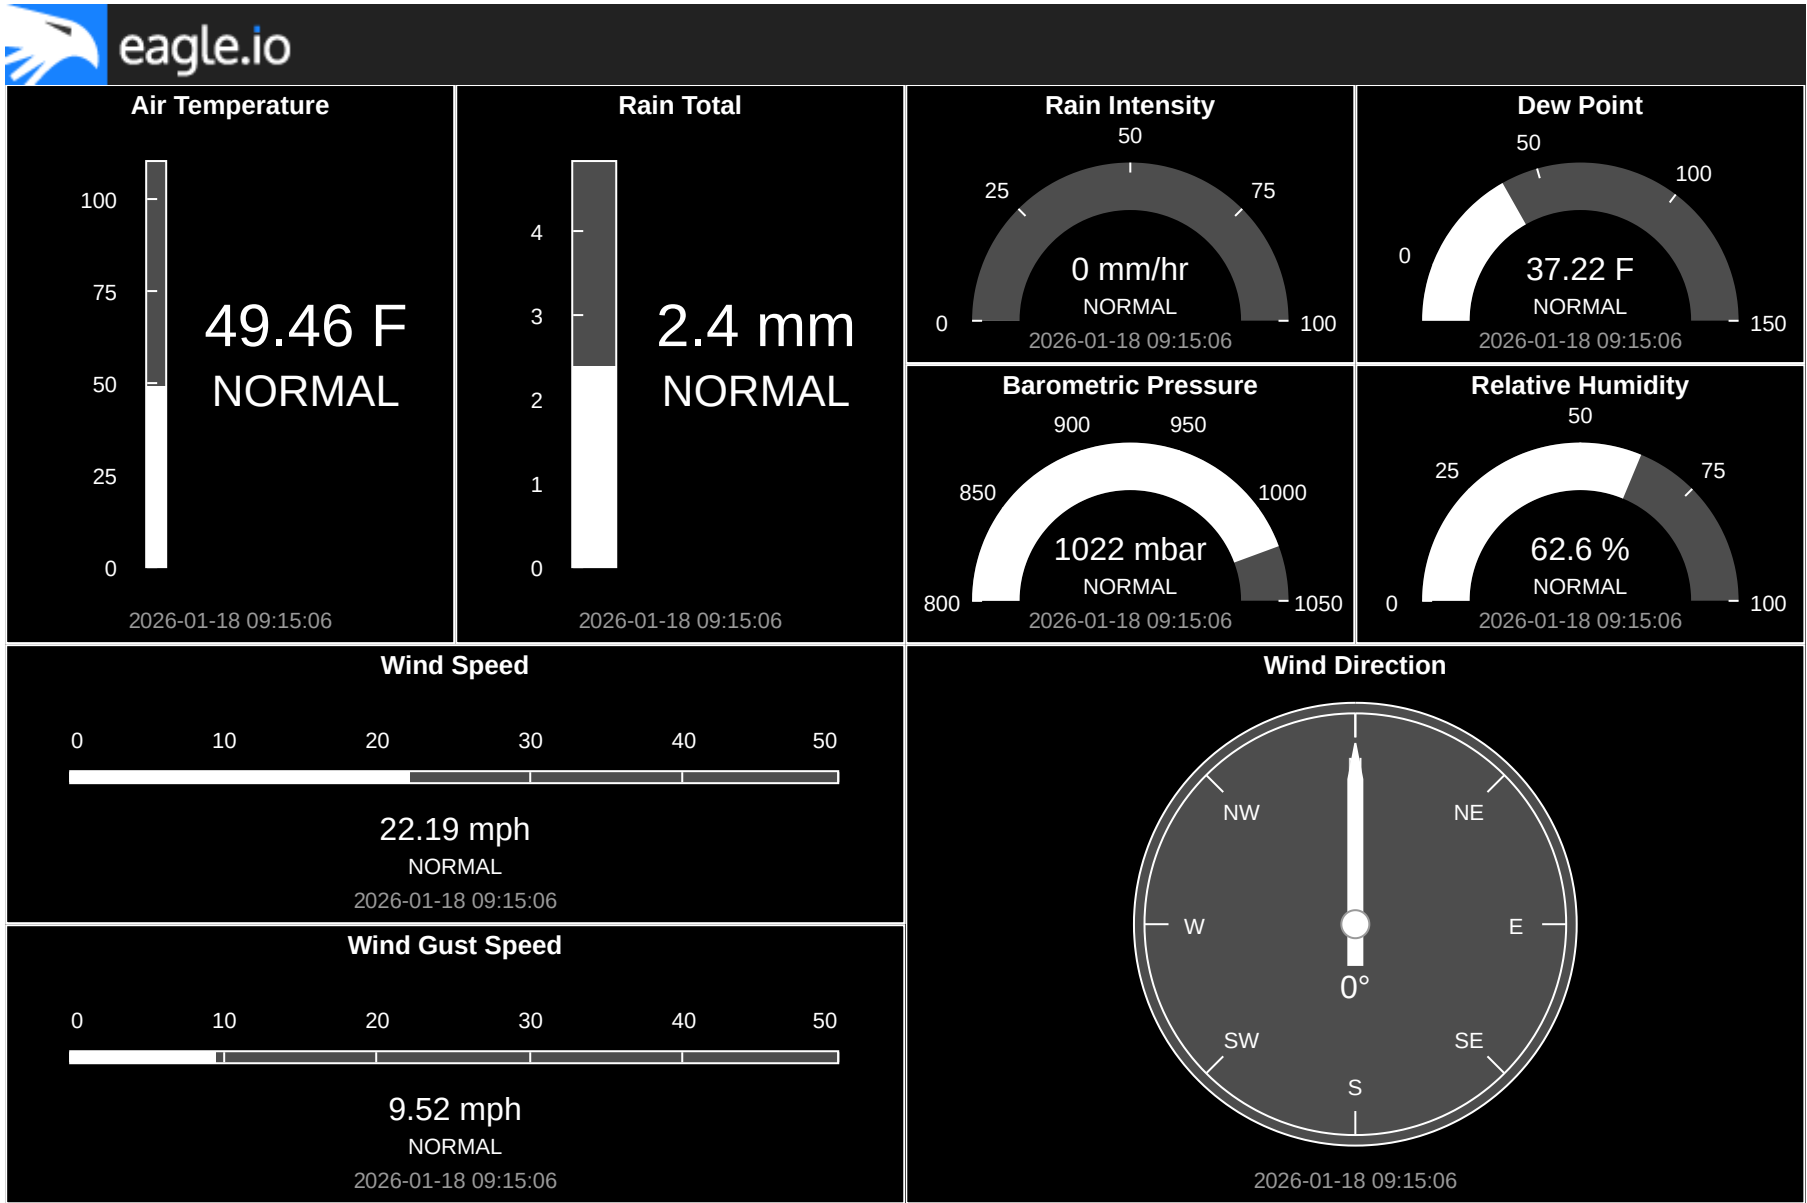 eagle.io
Air Temperature
100
75
50
25
0
49.46 F
NORMAL
2026-01-18 09:15:06
Rain Total
4
3
2
1
0
2.4 mm
NORMAL
2026-01-18 09:15:06
Rain Intensity
0
25
50
75
100
0 mm/hr
NORMAL
2026-01-18 09:15:06
Dew Point
0
50
100
150
37.22 F
NORMAL
2026-01-18 09:15:06
Barometric Pressure
800
850
900
950
1000
1050
1022 mbar
NORMAL
2026-01-18 09:15:06
Relative Humidity
0
25
50
75
100
62.6 %
NORMAL
2026-01-18 09:15:06
Wind Speed
0 10 20 30 40 50
22.19 mph
NORMAL
2026-01-18 09:15:06
Wind Gust Speed
0 10 20 30 40 50
9.52 mph
NORMAL
2026-01-18 09:15:06
Wind Direction
NW NE
W E
0°
SW SE
S
2026-01-18 09:15:06